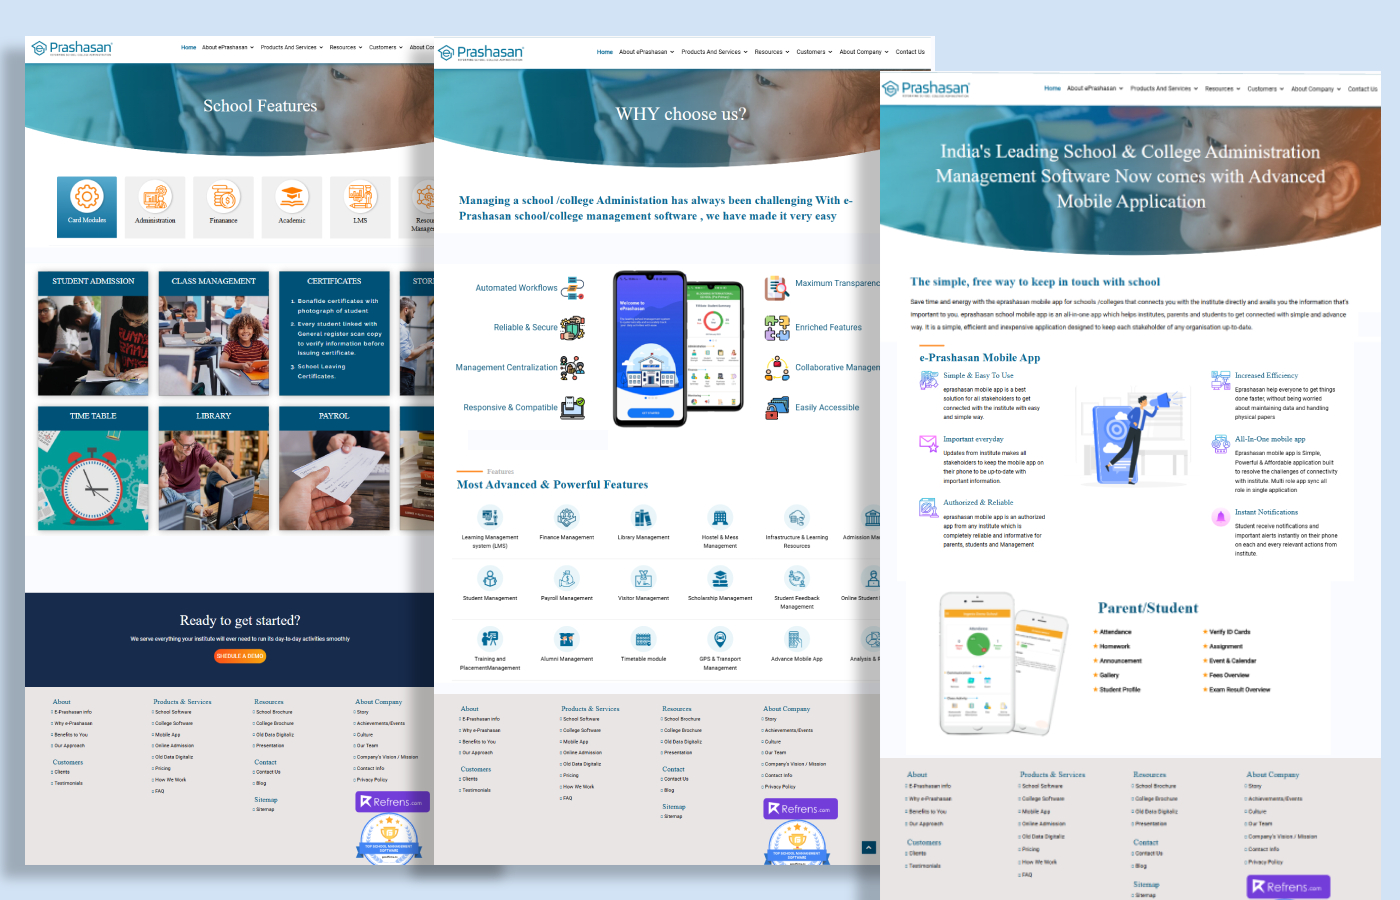 Prashasan
Home About ePrashasan Products And Services Resources Customers About Co
School Features
Card Modules
Administration
Finanance
Academic
LMS
Resou
Manage
STUDENT ADMISSION
CLASS MANAGEMENT
CERTIFICATES
1. Bonafide certificates with
photograph of student
2. Every student linked with
General register scan copy
to verify information before
issuing certificate.
3. School Leaving
Certificates.
STOR
TIME TABLE
LIBRARY
PAYROL
Ready to get started?
We serve everything your institute will ever need to run its day-to-day activities smoothly
SHEDULE A DEMO
About
E-Prashasan info
Why e-Prashasan
Benefits to You
Our Approach
Customers
Clients
Testimonials
Products & Services
School Software
College Software
Mobile App
Online Admission
Old Data Digitaliz
Pricing
How We Work
FAQ
Resources
School Brochure
College Brochure
Old Data Digitaliz
Presentation
Contact
Contact Us
Blog
Sitemap
Sitemap
About Company
Story
Achievements/Events
Culture
Our Team
Company's Vision / Mission
Contact Info
Privacy Policy
Refrens.com
TOP SCHOOL MANAGEMENT
SOFTWARE
Prashasan
Home About ePrashasan Products And Services Resources Customers About Company Contact Us
WHY choose us?
Managing a school /college Administation has always been challenging With e-
Prashasan school/college management software , we have made it very easy
Automated Workflows
Reliable & Secure
Management Centralization
Responsive & Compatible
Welcome to
ePrashasan
GET STARTED
Maximum Transparenc
Enriched Features
Collaborative Managem
Easily Accessible
Features
Most Advanced & Powerful Features
Learning Management
system (LMS)
Finance Management
Library Management
Hostel & Mess
Management
Infrastructure & Learning
Resources
Admission Ma
Student Management
Payroll Management
Visitor Management
Scholarship Management
Student Feedback
Management
Online Student
Training and
PlacementManagement
Alumni Management
Timetable module
GPS & Transport
Management
Advance Mobile App
Analysis & R
About
E-Prashasan info
Why e-Prashasan
Benefits to You
Our Approach
Customers
Clients
Testimonials
Products & Services
School Software
College Software
Mobile App
Online Admission
Old Data Digitaliz
Pricing
How We Work
FAQ
Resources
School Brochure
College Brochure
Old Data Digitaliz
Presentation
Contact
Contact Us
Blog
Sitemap
Sitemap
About Company
Story
Achievements/Events
Culture
Our Team
Company's Vision / Mission
Contact Info
Privacy Policy
Refrens.com
TOP SCHOOL MANAGEMENT
SOFTWARE
Prashasan
Home About ePrashasan Products And Services Resources Customers About Company Contact Us
India's Leading School & College Administration
Management Software Now comes with Advanced
Mobile Application
The simple, free way to keep in touch with school
Save time and energy with the eprashasan mobile app for schools /colleges that connects you with the institute directly and avails you the information that's
important to you. eprashasan school mobile app is an all-in-one app which helps institutes, parents and students to get connected with simple and advance
way. It is a simple, efficient and inexpensive application designed to keep each stakeholder of any organisation up-to-date.
e-Prashasan Mobile App
Simple & Easy To Use
eprashasan mobile app is a best
solution for all stakeholders to get
connected with the institute with easy
and simple way.
Important everyday
Updates from institute makes all
stakeholders to keep the mobile app on
their phone to be up-to-date with
important information.
Authorized & Reliable
eprashasan mobile app is an authorized
app from any institute which is
completely reliable and informative for
parents, students and Management
Increased Efficiency
Eprashasan help everyone to get things
done faster, without being worried
about maintaining data and handling
physical papers
All-In-One mobile app
Eprashasan mobile app is Simple,
Powerful & Affordable application built
to resolve the challenges of connectivity
with institute. Multi role app sync all
role in single application
Instant Notifications
Student receive notifications and
important alerts instantly on their phone
on each and every relevant actions from
institute.
Parent/Student
Attendance
Homework
Announcement
Gallery
Student Profile
Verify ID Cards
Assignment
Event & Calendar
Fees Overview
Exam Result Overview
About
E-Prashasan info
Why e-Prashasan
Benefits to You
Our Approach
Customers
Clients
Testimonials
Products & Services
School Software
College Software
Mobile App
Online Admission
Old Data Digitaliz
Pricing
How We Work
FAQ
Resources
School Brochure
College Brochure
Old Data Digitaliz
Presentation
Contact
Contact Us
Blog
Sitemap
Sitemap
About Company
Story
Achievements/Events
Culture
Our Team
Company's Vision / Mission
Contact Info
Privacy Policy
Refrens.com